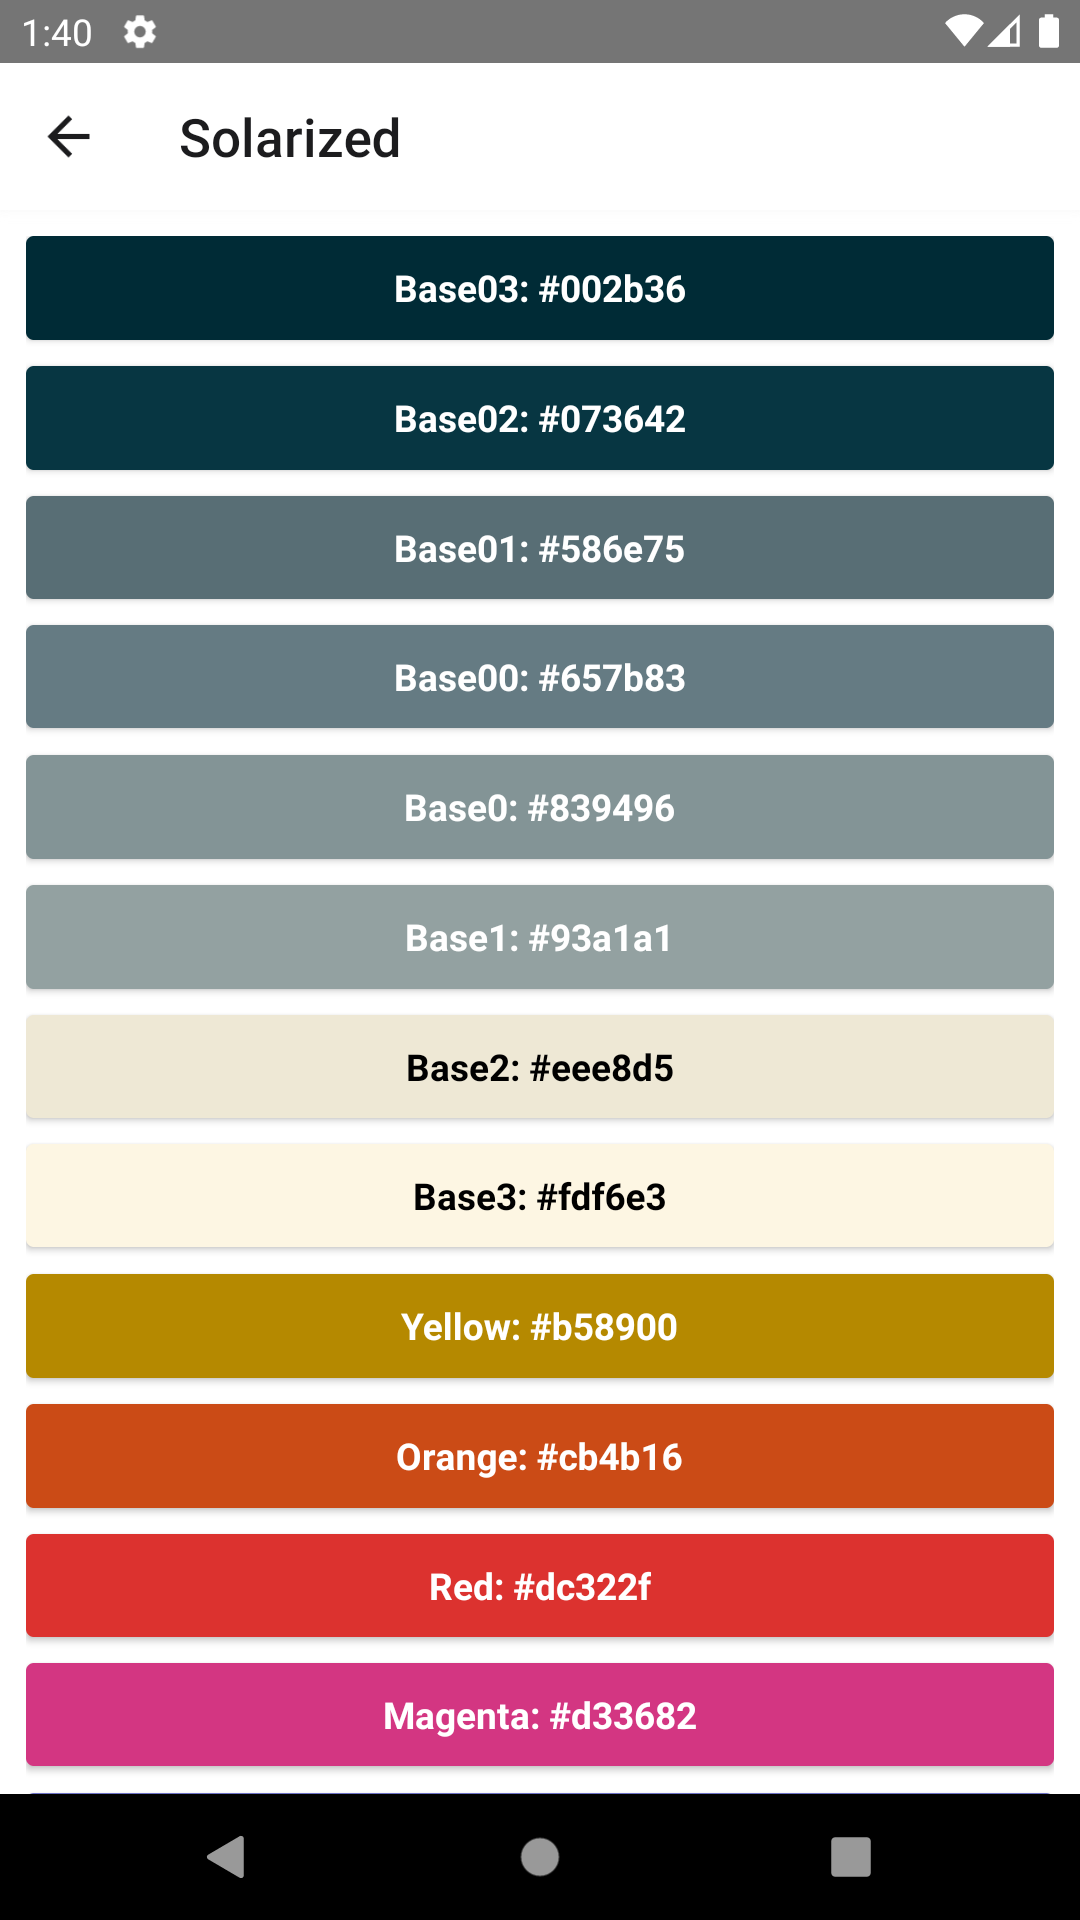 1:40
Solarized
Base03: #002b36
Base02: #073642
Base01: #586e75
Base00: #657b83
Base0: #839496
Base1: #93a1a1
Base2: #eee8d5
Base3: #fdf6e3
Yellow: #b58900
Orange: #cb4b16
Red: #dc322f
Magenta: #d33682